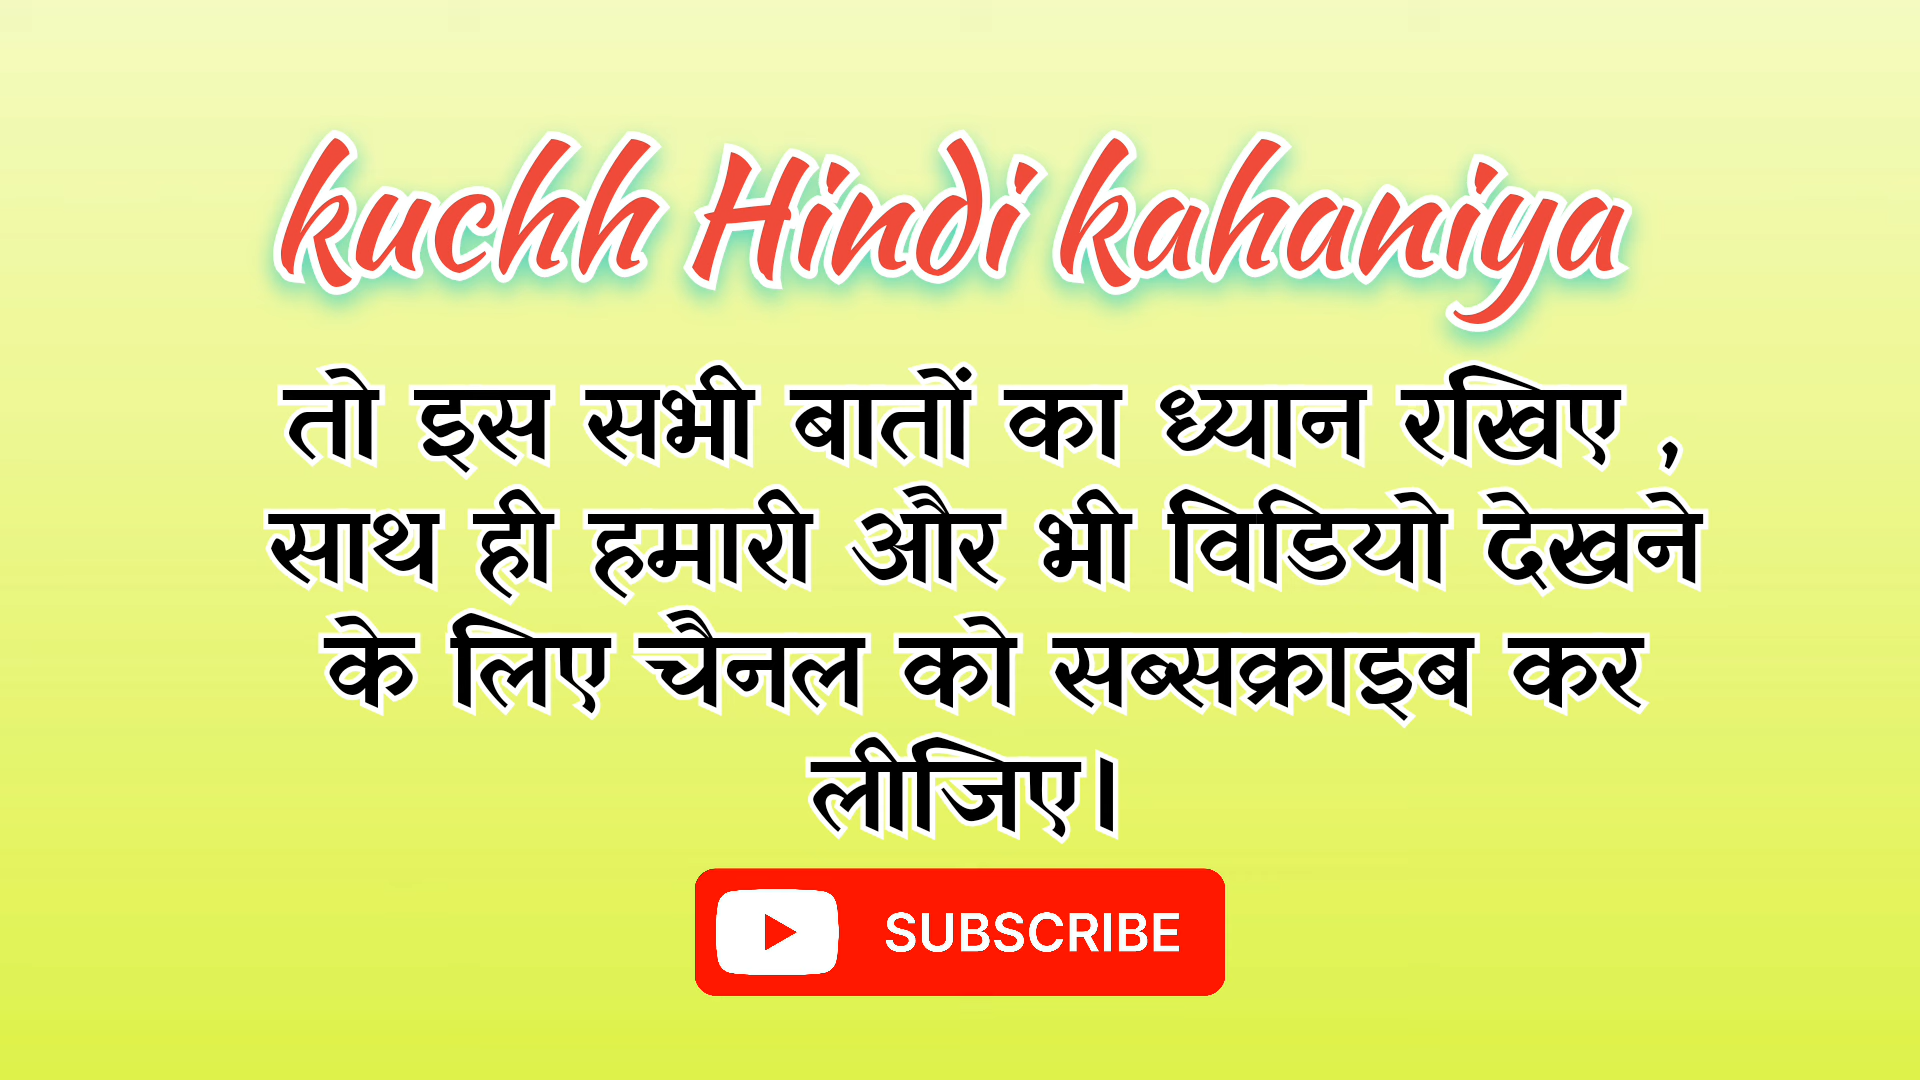 kuchh Hindi kahaniya
तो इस सभी बातों का ध्यान रखिए ,
साथ ही हमारी और भी विडियो देखने
के लिए चैनल को सब्सक्राइब कर
लीजिए।
SUBSCRIBE